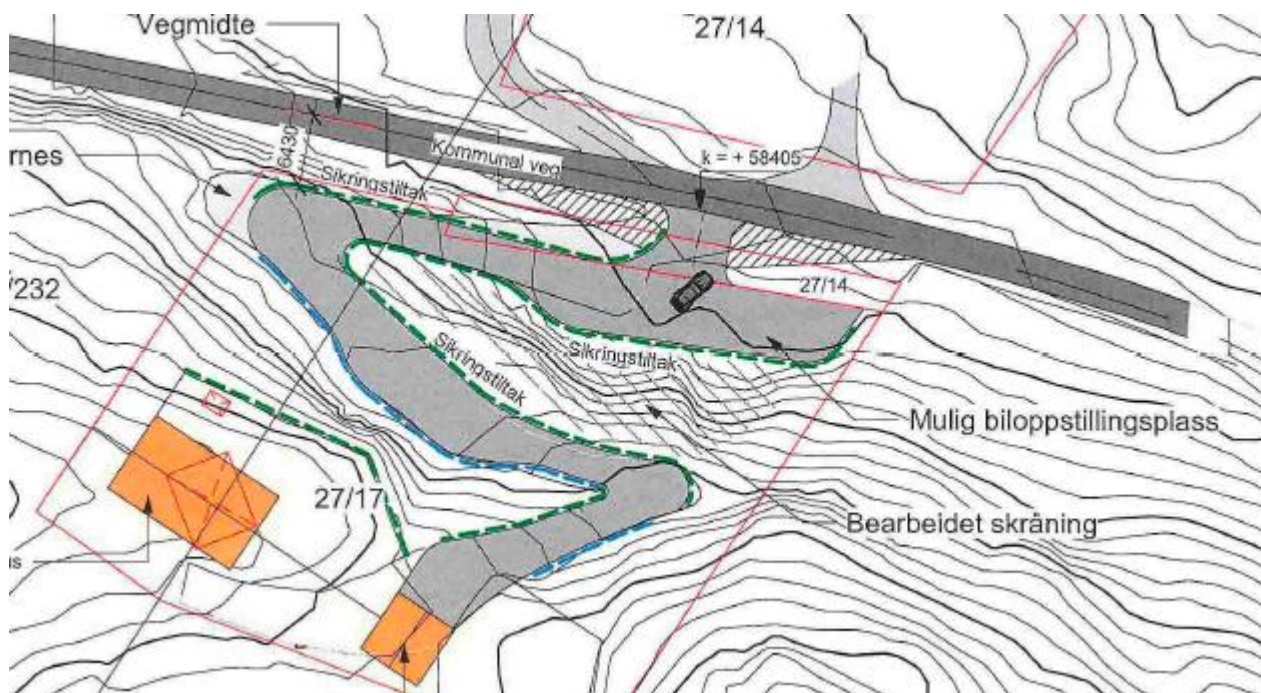 Vegmidte
27/14
rnes
6430
Kommunal veg
k = + 58405
Sikringstiltak
/232
27/14
Sikringstiltak
Sikringstiltak
Mulig biloppstillingsplass
27/17
Bearbeidet skråning
s